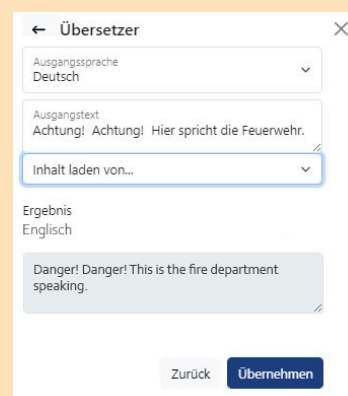 ← Übersetzer
Ausgangssprache
Deutsch
Ausgangstext
Achtung! Achtung! Hier spricht die Feuerwehr.
Inhalt laden von...
Ergebnis
Englisch
Danger! Danger! This is the fire department
speaking.
Zurück Übernehmen